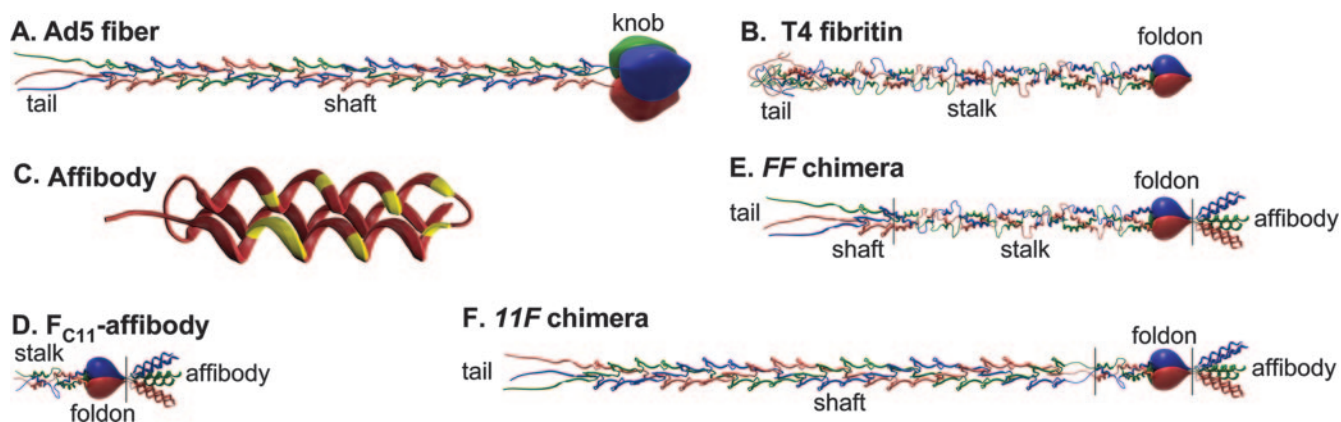 A. Ad5 fiber
knob
tail
shaft
B. T4 fibritin
foldon
tail
stalk
C. Affibody
E. FF chimera
foldon
tail
affibody
shaft
stalk
D. FC11-affibody
stalk
affibody
foldon
F. 11F chimera
foldon
tail
affibody
shaft